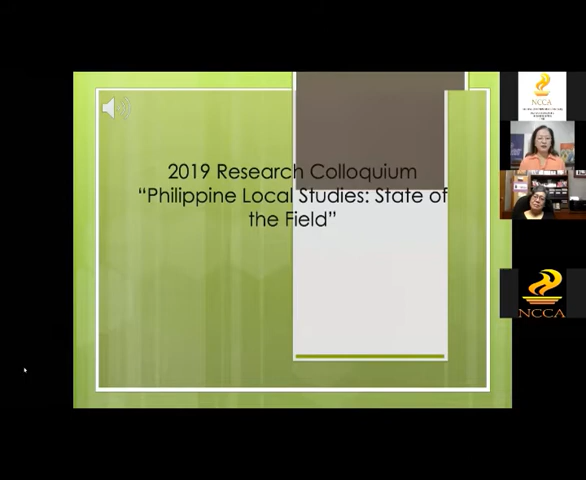 2019 Research Colloquium
“Philippine Local Studies: State of
the Field”
NCCA
NCCA